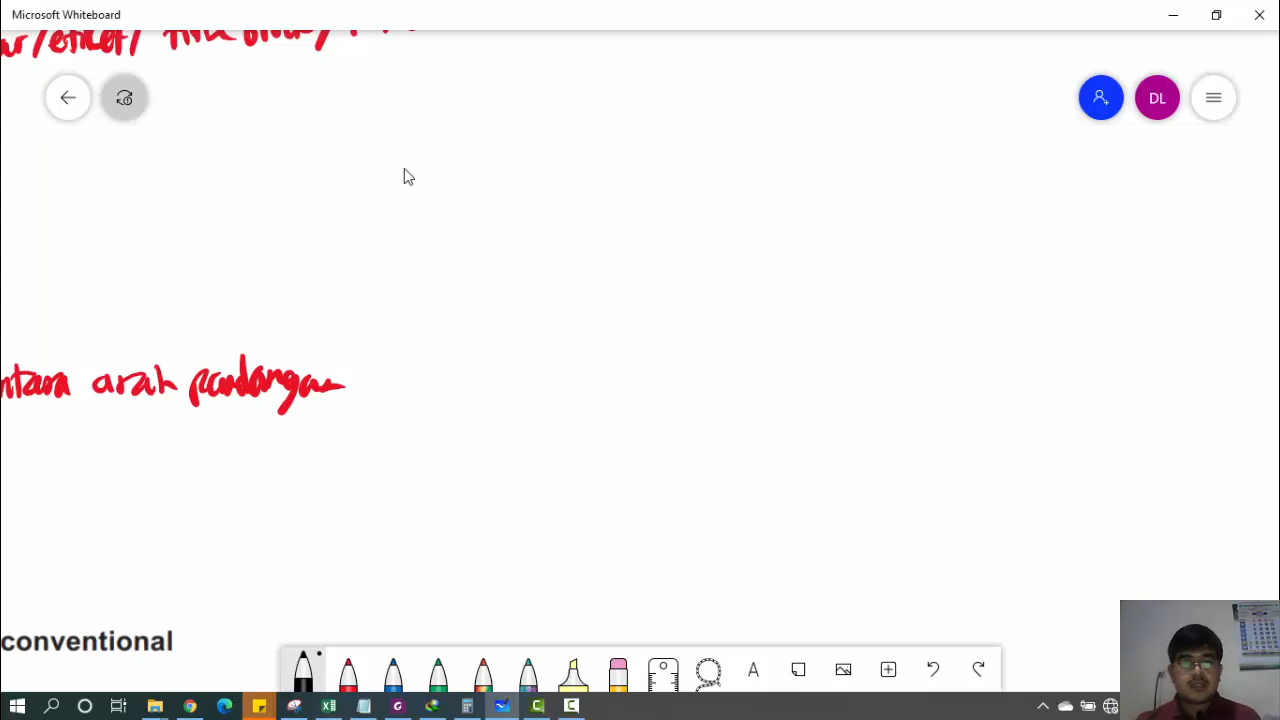 Microsoft Whiteboard
DL
ntara arah pandangan
conventional
A